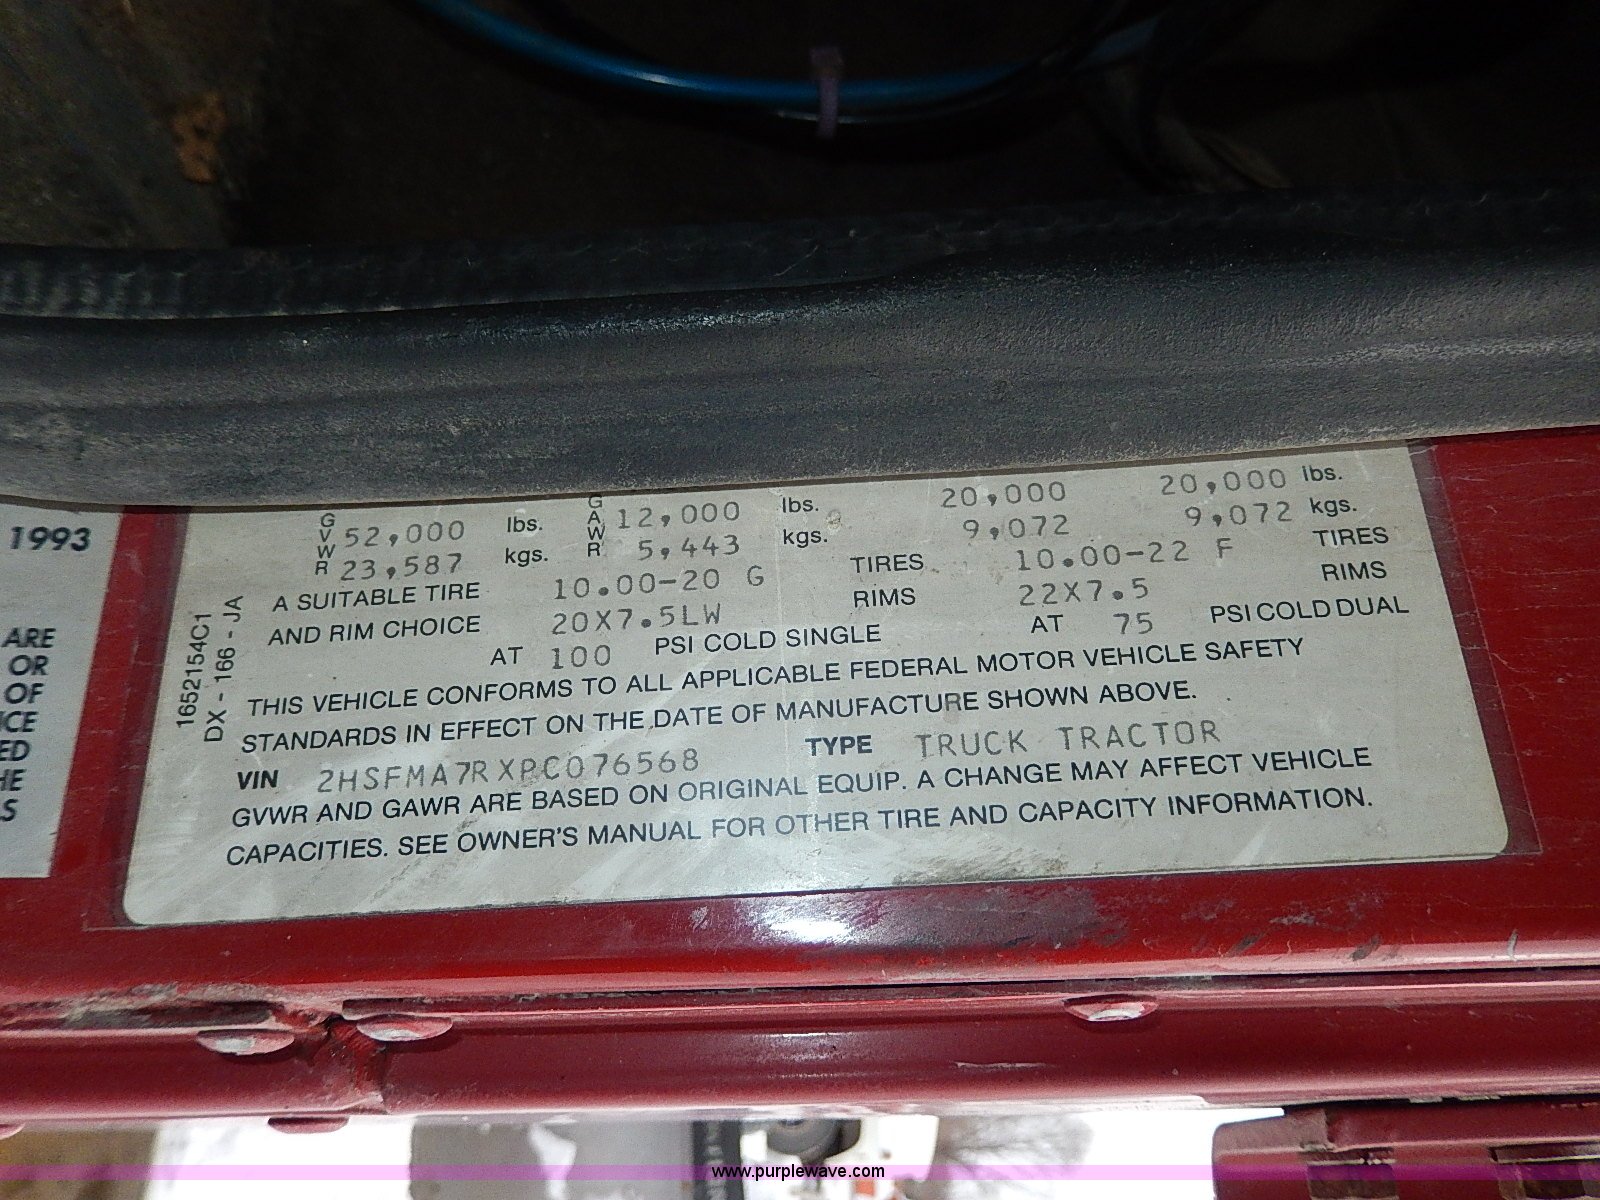 1993
ARE
OR
OF
ICE
ED
HE
S
1652154C1
DX - 166 - JA
GVWR 52,000 lbs. GAWR 12,000 lbs. 20,000 20,000 lbs.
23,587 kgs. 5,443 kgs. 9,072 9,072 kgs.
A SUITABLE TIRE 10.00-20 G TIRES 10.00-22 F TIRES
AND RIM CHOICE 20X7.5LW RIMS 22X7.5 RIMS
AT 100 PSI COLD SINGLE AT 75 PSI COLD DUAL
THIS VEHICLE CONFORMS TO ALL APPLICABLE FEDERAL MOTOR VEHICLE SAFETY
STANDARDS IN EFFECT ON THE DATE OF MANUFACTURE SHOWN ABOVE.
VIN 2HSFMA7RXPC076568 TYPE TRUCK TRACTOR
GVWR AND GAWR ARE BASED ON ORIGINAL EQUIP. A CHANGE MAY AFFECT VEHICLE
CAPACITIES. SEE OWNER'S MANUAL FOR OTHER TIRE AND CAPACITY INFORMATION.
www.purplewave.com